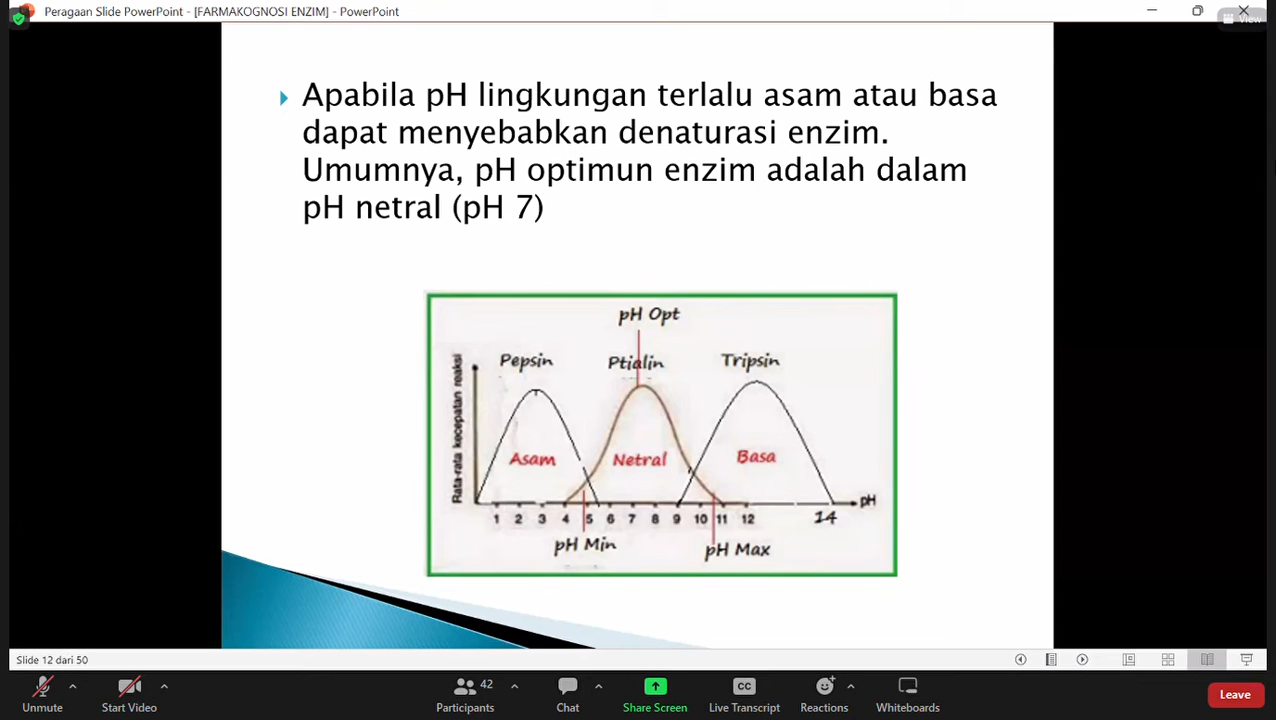 Peragaan Slide PowerPoint - [FARMAKOGNOSI ENZIM] - PowerPoint
View
Apabila pH lingkungan terlalu asam atau basa
dapat menyebabkan denaturasi enzim.
Umumnya, pH optimun enzim adalah dalam
pH netral (pH 7)
pH Opt
Pepsin Ptialin Tripsin
Rata-rata kecepatan reaksi
Asam Netral Basa
pH
1 2 3 4 5 6 7 8 9 10 11 12 14
pH Min pH Max
Slide 12 dari 50
42
Unmute Start Video Participants Chat Share Screen Live Transcript Reactions Whiteboards
CC
Leave